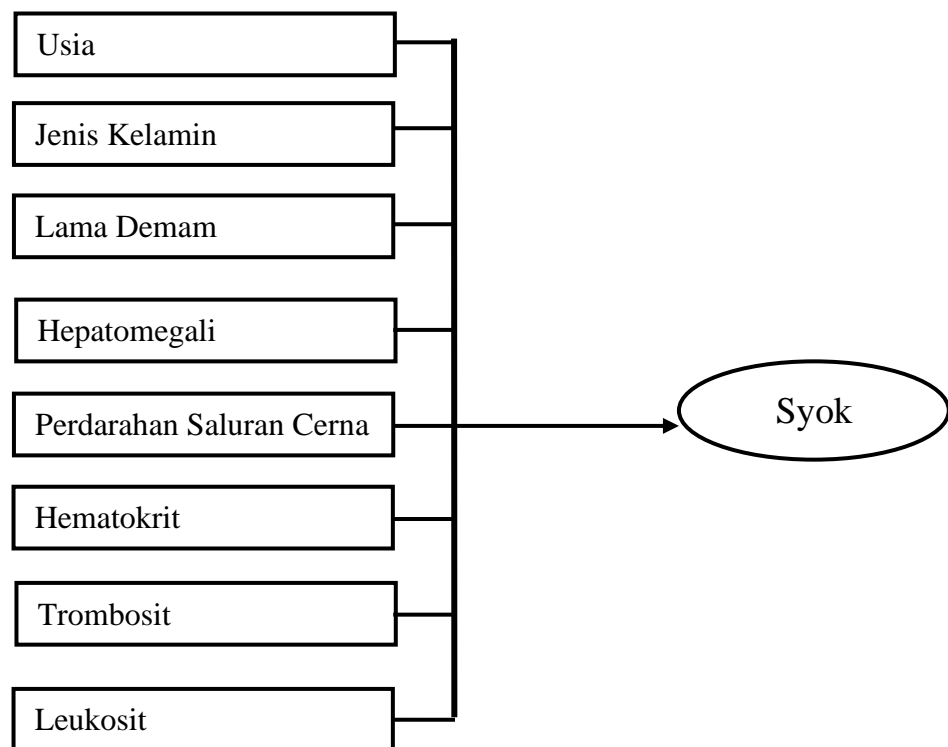 Usia
Jenis Kelamin
Lama Demam
Hepatomegali
Perdarahan Saluran Cerna
Hematokrit
Trombosit
Leukosit
Syok